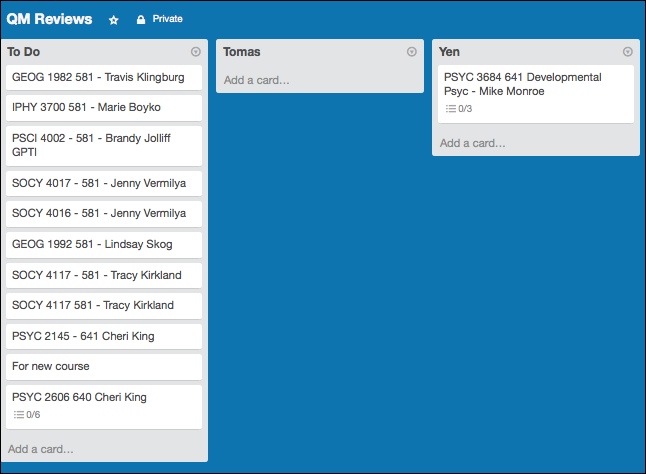 QM Reviews Private
To Do
GEOG 1982 581 - Travis Klingburg
IPHY 3700 581 - Marie Boyko
PSCI 4002 - 581 - Brandy Jolliff
GPTI
SOCY 4017 - 581 - Jenny Vermilya
SOCY 4016 - 581 - Jenny Vermilya
GEOG 1992 581 - Lindsay Skog
SOCY 4117 - 581 - Tracy Kirkland
SOCY 4117 581 - Tracy Kirkland
PSYC 2145 - 641 Cheri King
For new course
PSYC 2606 640 Cheri King
0/6
Add a card...
Tomas
Add a card...
Yen
PSYC 3684 641 Developmental
Psyc - Mike Monroe
0/3
Add a card...